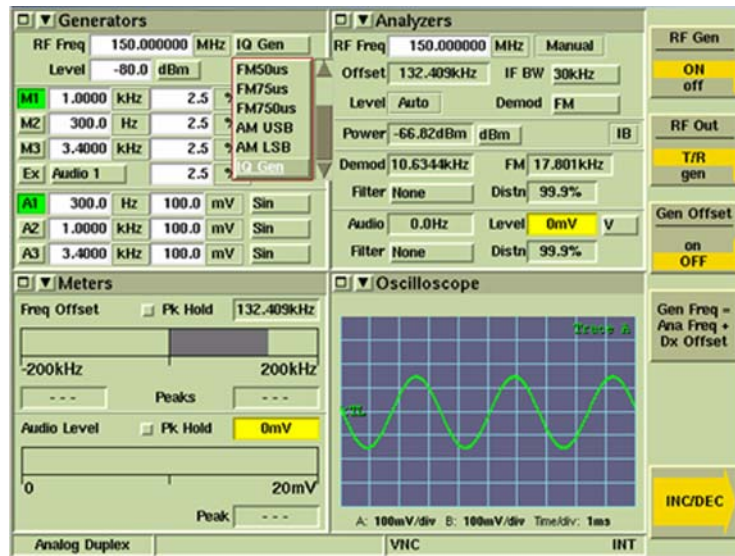 Generators
RF Freq 150.000000 MHz IQ Gen
Level -80.0 dBm
FM50us
FM75us
FM750us
AM USB
AM LSB
IQ Gen
M1 1.0000 kHz 2.5
M2 300.0 Hz 2.5
M3 3.4000 kHz 2.5
Ex Audio 1 2.5
A1 300.0 Hz 100.0 mV Sin
A2 1.0000 kHz 100.0 mV Sin
A3 3.4000 kHz 100.0 mV Sin
Analyzers
RF Freq 150.000000 MHz Manual
Offset 132.409kHz IF BW 30kHz
Level Auto Demod FM
Power -66.82dBm dBm IB
Demod 10.6344kHz FM 17.801kHz
Filter None Distn 99.9%
Audio 0.0Hz Level 0mV V
Filter None Distn 99.9%
Meters
Freq Offset Pk Hold 132.409kHz
-200kHz 200kHz
- - - Peaks - - -
Audio Level Pk Hold 0mV
0 20mV
Peak - - -
Oscilloscope
Trace A
A: 100mV/div B: 100mV/div Time/div: 1ms
RF Gen
ON
off
RF Out
T/R
gen
Gen Offset
on
OFF
Gen Freq =
Ana Freq +
Dx Offset
INC/DEC
Analog Duplex VNC INT